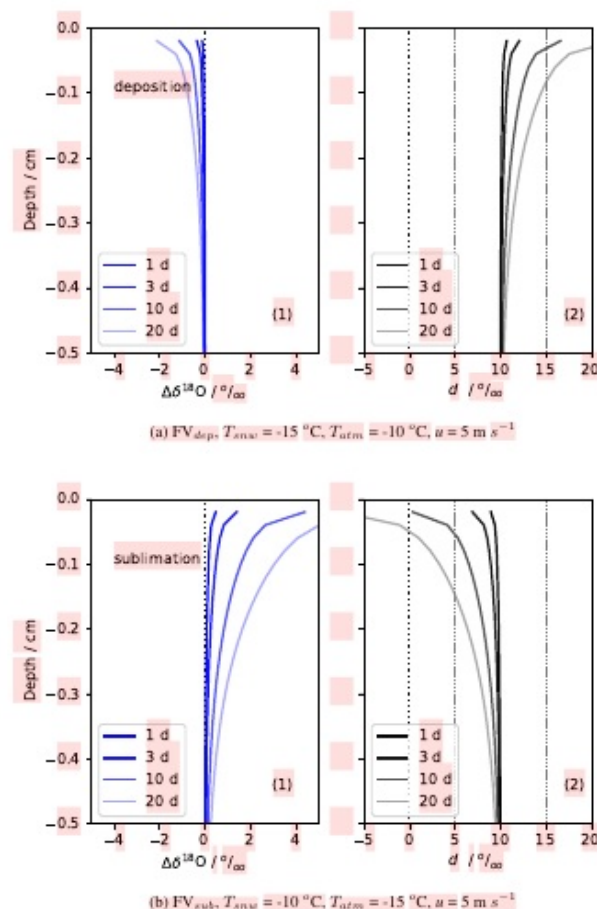 0.0
deposition
−0.1
−0.2
−0.3
−0.4
−0.5
Depth / cm
1 d
3 d
10 d
20 d
(1)
−4 −2 0 2 4
Δδ¹⁸O / ‰
1 d
3 d
10 d
20 d
(2)
−5 0 5 10 15 20
d / ‰
(a) FV_dep, T_snw = -15 °C, T_atm = -10 °C, u = 5 m s⁻¹
0.0
sublimation
−0.1
−0.2
−0.3
−0.4
−0.5
Depth / cm
1 d
3 d
10 d
20 d
(1)
−4 −2 0 2 4
Δδ¹⁸O / ‰
1 d
3 d
10 d
20 d
(2)
−5 0 5 10 15 20
d / ‰
(b) FV_sub, T_snw = -10 °C, T_atm = -15 °C, u = 5 m s⁻¹